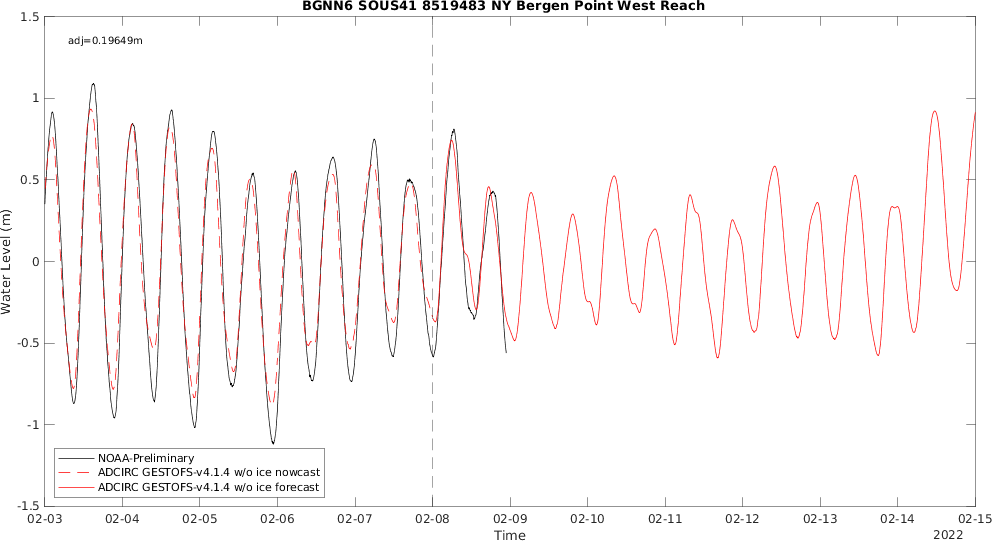 BGNN6 SOUS41 8519483 NY Bergen Point West Reach
1.5
adj=0.19649m
1
0.5
0
-0.5
-1
-1.5
Water Level (m)
NOAA-Preliminary
ADCIRC GESTOFS-v4.1.4 w/o ice nowcast
ADCIRC GESTOFS-v4.1.4 w/o ice forecast
02-03 02-04 02-05 02-06 02-07 02-08 02-09 02-10 02-11 02-12 02-13 02-14 02-15
Time
2022